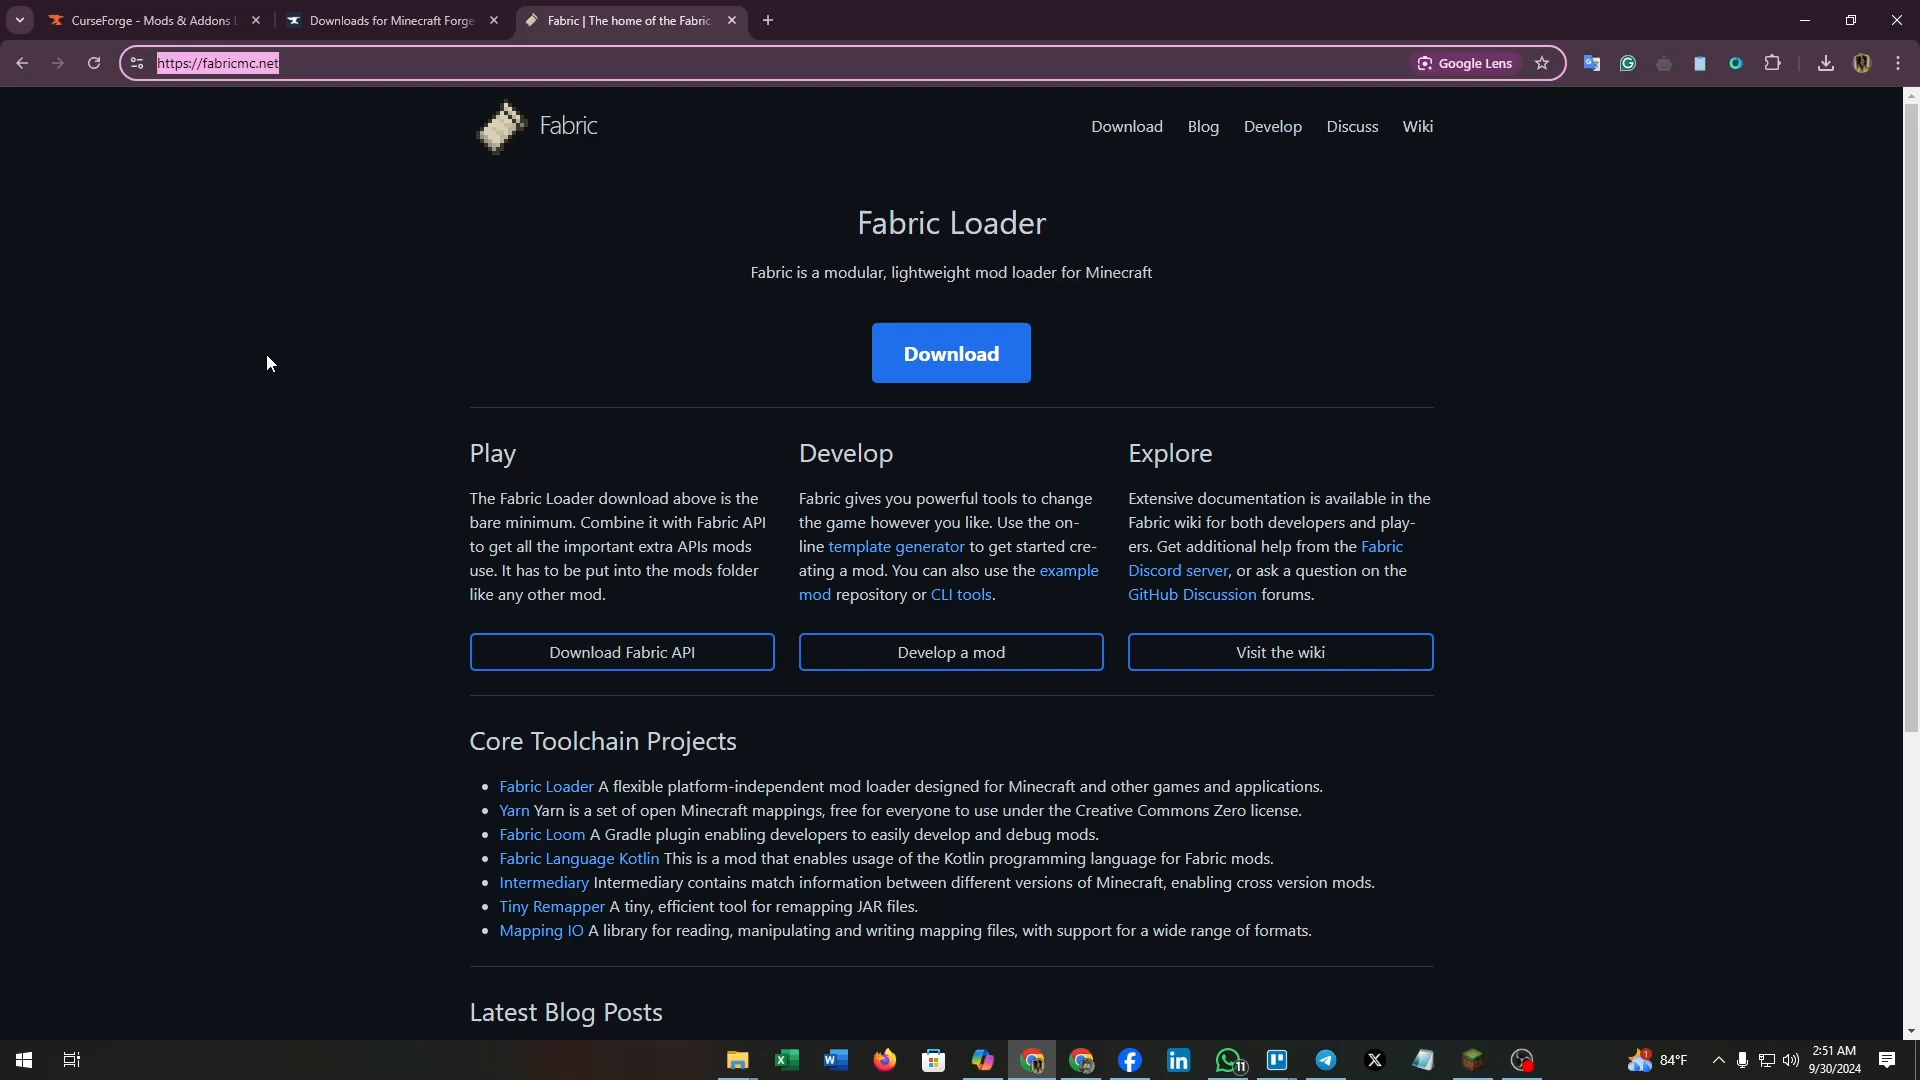 CurseForge - Mods & Addons
Downloads for Minecraft Forge
Fabric | The home of the Fabric
https://fabricmc.net
Google Lens
Fabric
Download
Blog
Develop
Discuss
Wiki
Fabric Loader
Fabric is a modular, lightweight mod loader for Minecraft
Download
Play
The Fabric Loader download above is the
bare minimum. Combine it with Fabric API
to get all the important extra APIs mods
use. It has to be put into the mods folder
like any other mod.
Download Fabric API
Develop
Fabric gives you powerful tools to change
the game however you like. Use the on-
line template generator to get started cre-
ating a mod. You can also use the example
mod repository or CLI tools.
Develop a mod
Explore
Extensive documentation is available in the
Fabric wiki for both developers and play-
ers. Get additional help from the Fabric
Discord server, or ask a question on the
GitHub Discussion forums.
Visit the wiki
Core Toolchain Projects
Fabric Loader A flexible platform-independent mod loader designed for Minecraft and other games and applications.
Yarn Yarn is a set of open Minecraft mappings, free for everyone to use under the Creative Commons Zero license.
Fabric Loom A Gradle plugin enabling developers to easily develop and debug mods.
Fabric Language Kotlin This is a mod that enables usage of the Kotlin programming language for Fabric mods.
Intermediary Intermediary contains match information between different versions of Minecraft, enabling cross version mods.
Tiny Remapper A tiny, efficient tool for remapping JAR files.
Mapping IO A library for reading, manipulating and writing mapping files, with support for a wide range of formats.
Latest Blog Posts
11
1
84°F
2:51 AM
9/30/2024